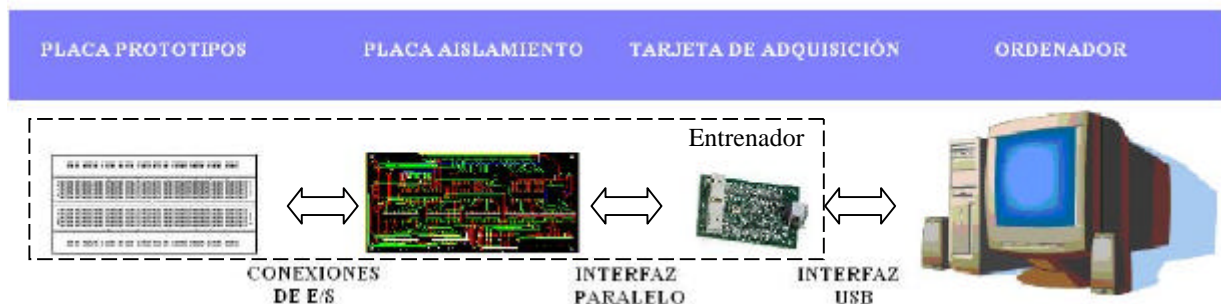 PLACA PROTOTIPOS
PLACA AISLAMIENTO
TARJETA DE ADQUISICIÓN
ORDENADOR
Entrenador
CONEXIONES
DE E/S
INTERFAZ
PARALELO
INTERFAZ
USB